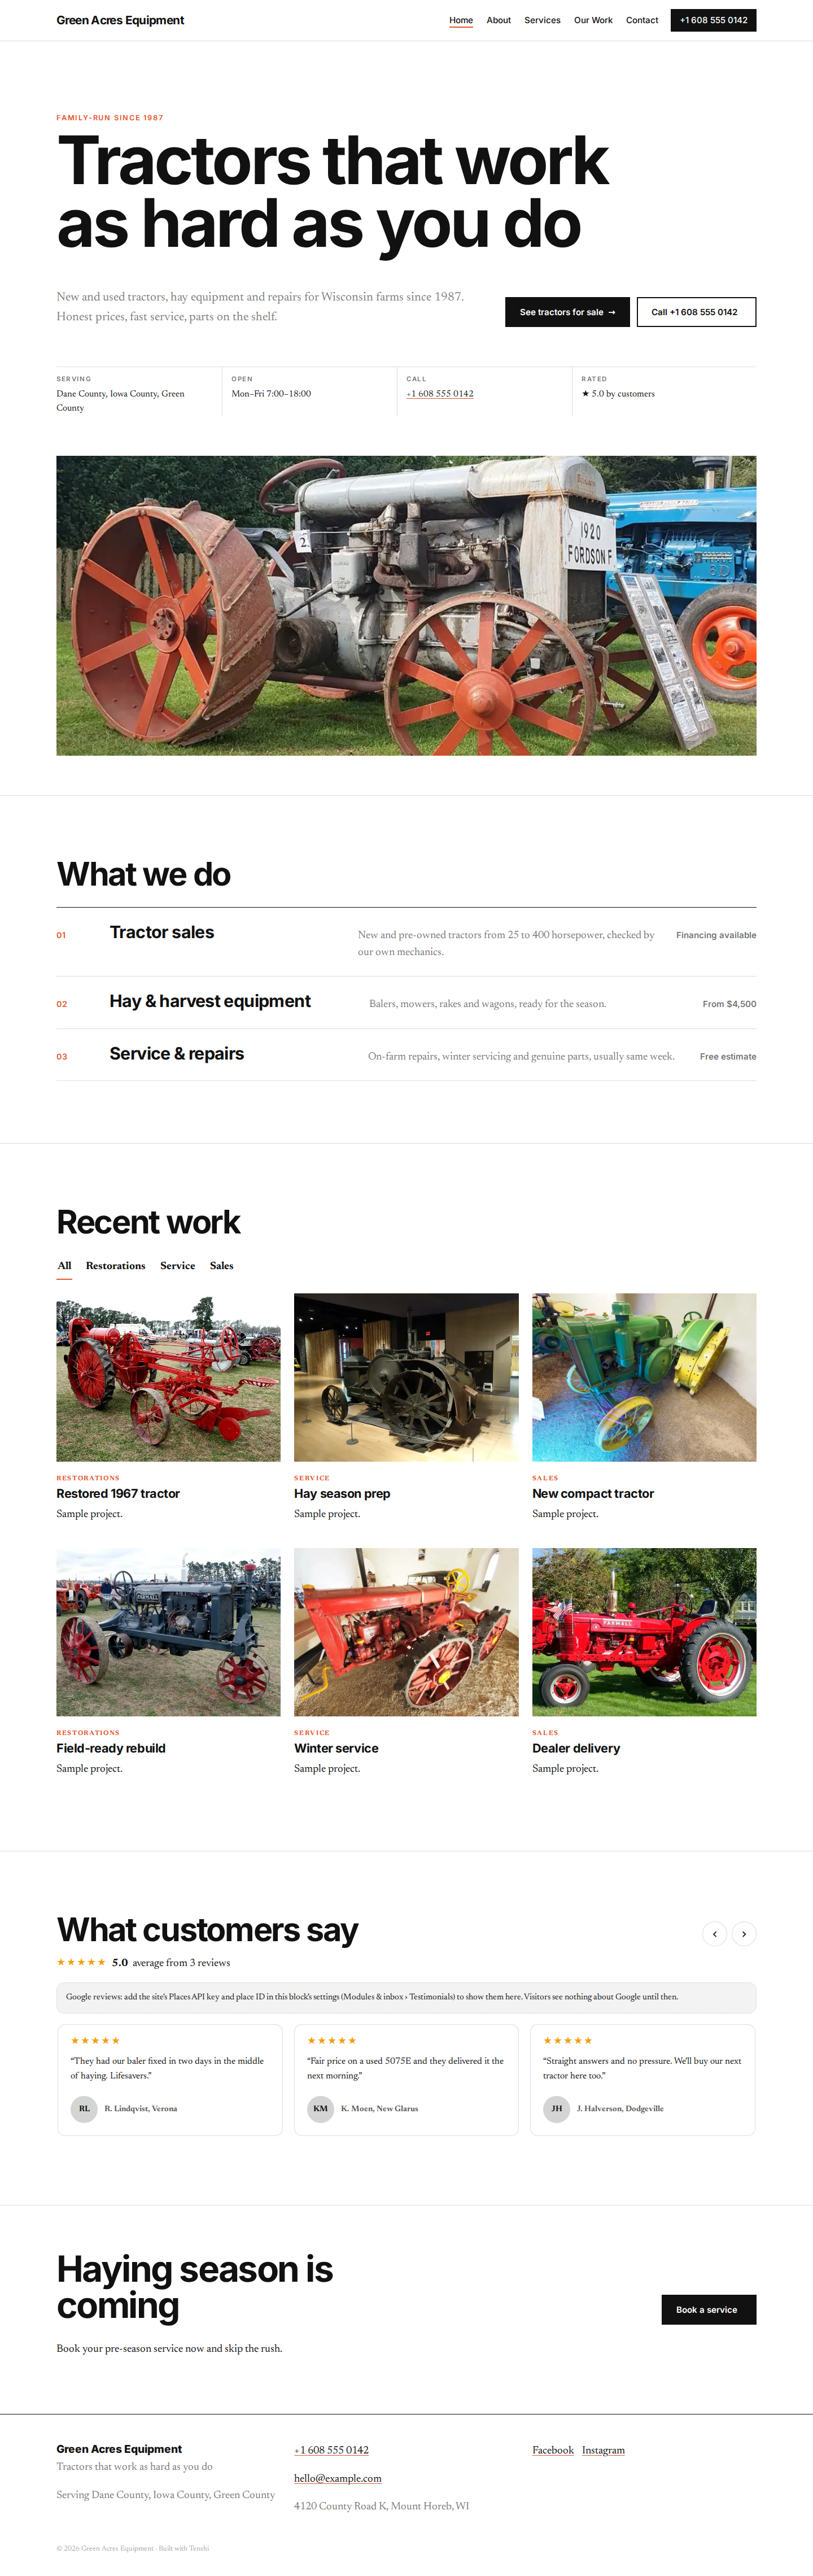 Green Acres Equipment
Home About Services Our Work Contact +1 608 555 0142
FAMILY-RUN SINCE 1987
Tractors that work
as hard as you do
New and used tractors, hay equipment and repairs for Wisconsin farms since 1987.
Honest prices, fast service, parts on the shelf.
See tractors for sale →
Call +1 608 555 0142
SERVING
Dane County, Iowa County, Green
County
OPEN
Mon–Fri 7:00–18:00
CALL
+1 608 555 0142
RATED
★ 5.0 by customers
2
1920
FORDSON F
What we do
01 Tractor sales
New and pre-owned tractors from 25 to 400 horsepower, checked by
our own mechanics.
Financing available
02 Hay & harvest equipment
Balers, mowers, rakes and wagons, ready for the season.
From $4,500
03 Service & repairs
On-farm repairs, winter servicing and genuine parts, usually same week.
Free estimate
Recent work
All Restorations Service Sales
RESTORATIONS
Restored 1967 tractor
Sample project.
SERVICE
Hay season prep
Sample project.
SALES
New compact tractor
Sample project.
FARMALL
RESTORATIONS
Field-ready rebuild
Sample project.
SERVICE
Winter service
Sample project.
FARMALL
SALES
Dealer delivery
Sample project.
What customers say
‹ ›
★★★★★ 5.0 average from 3 reviews
Google reviews: add the site's Places API key and place ID in this block's settings (Modules & inbox › Testimonials) to show them here. Visitors see nothing about Google until then.
★★★★★
“They had our baler fixed in two days in the middle
of haying. Lifesavers.”
RL R. Lindqvist, Verona
★★★★★
“Fair price on a used 5075E and they delivered it the
next morning.”
KM K. Moen, New Glarus
★★★★★
“Straight answers and no pressure. We'll buy our next
tractor here too.”
JH J. Halverson, Dodgeville
Haying season is
coming
Book your pre-season service now and skip the rush.
Book a service
Green Acres Equipment
Tractors that work as hard as you do
Serving Dane County, Iowa County, Green County
+1 608 555 0142
hello@example.com
4120 County Road K, Mount Horeb, WI
Facebook Instagram
© 2026 Green Acres Equipment · Built with Tenshi